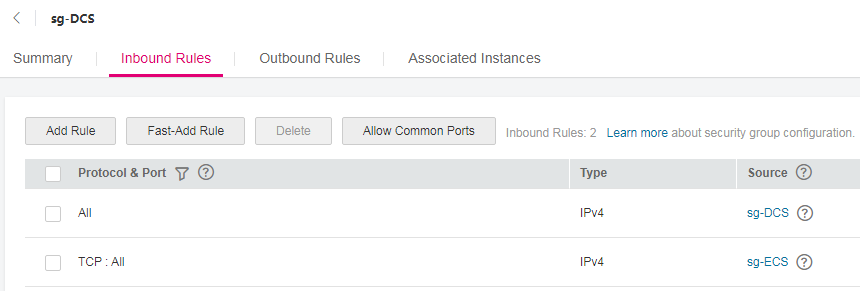 sg-DCS
Summary Inbound Rules Outbound Rules Associated Instances
Add Rule Fast-Add Rule Delete Allow Common Ports Inbound Rules: 2 Learn more about security group configuration.
Protocol & Port ? Type Source ?
All IPv4 sg-DCS ?
TCP : All IPv4 sg-ECS ?